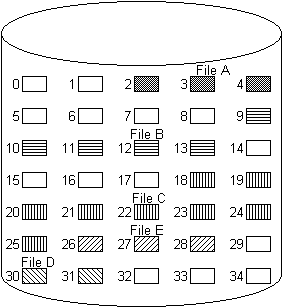 File A
0 1 2 3 4
5 6 7 8 9
File B
10 11 12 13 14
15 16 17 18 19
File C
20 21 22 23 24
File E
25 26 27 28 29
File D
30 31 32 33 34